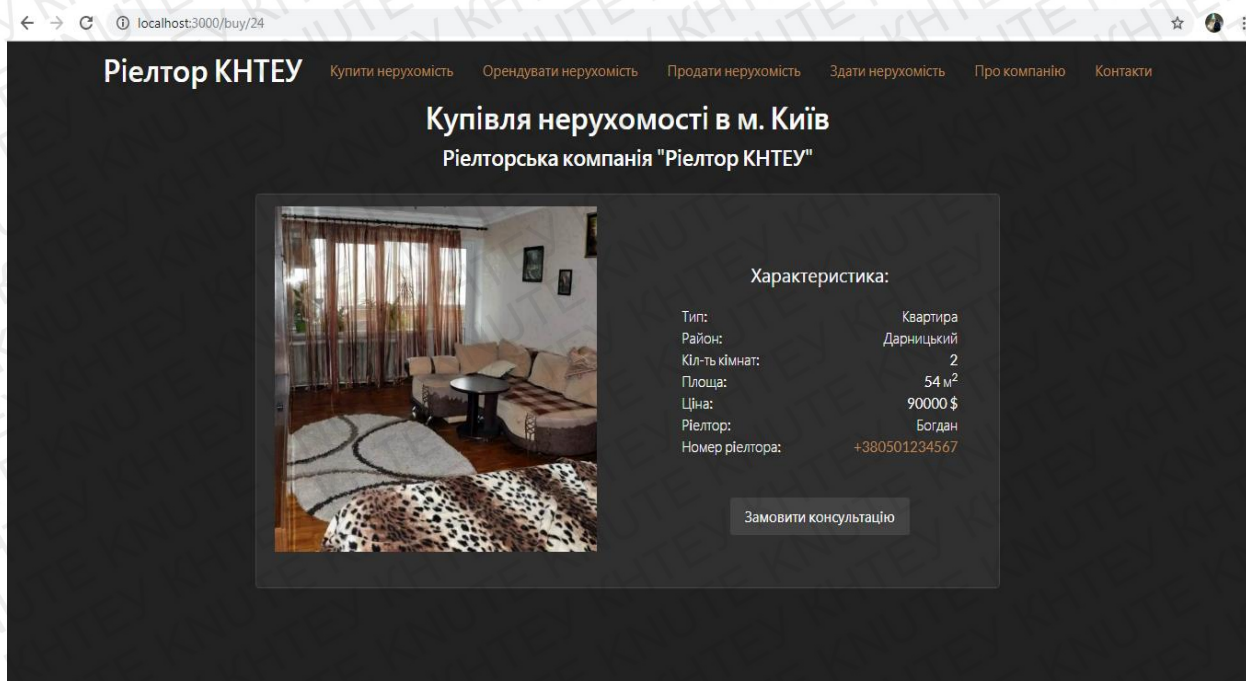 localhost:3000/buy/24
Ріелтор КНТЕУ Купити нерухомість Орендувати нерухомість Продати нерухомість Здати нерухомість Про компанію Контакти
Купівля нерухомості в м. Київ
Ріелторська компанія "Ріелтор КНТЕУ"
Характеристика:
Тип: Квартира
Район: Дарницький
Кіл-ть кімнат: 2
Площа: 54 м²
Ціна: 90000 $
Ріелтор: Богдан
Номер ріелтора: +380501234567
Замовити консультацію